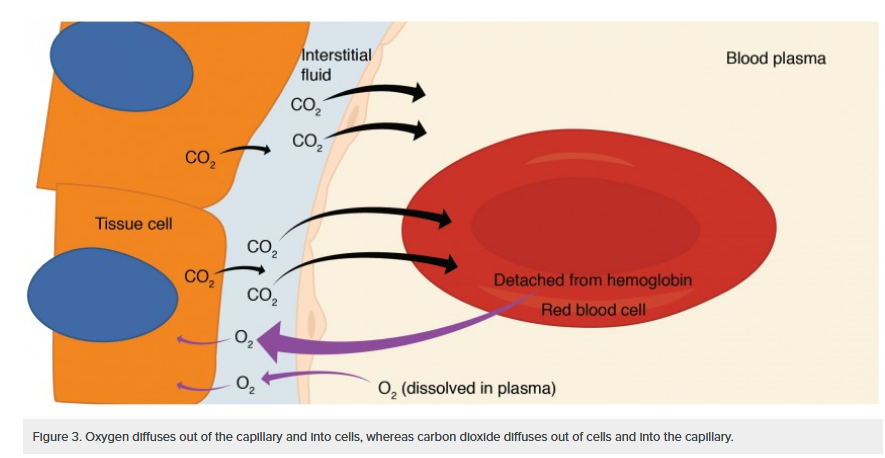 Interstitial
fluid
Blood plasma
CO₂
CO₂
CO₂
Tissue cell
CO₂
CO₂
CO₂
Detached from hemoglobin
Red blood cell
O₂
O₂
O₂ (dissolved in plasma)
Figure 3. Oxygen diffuses out of the capillary and into cells, whereas carbon dioxide diffuses out of cells and into the capillary.